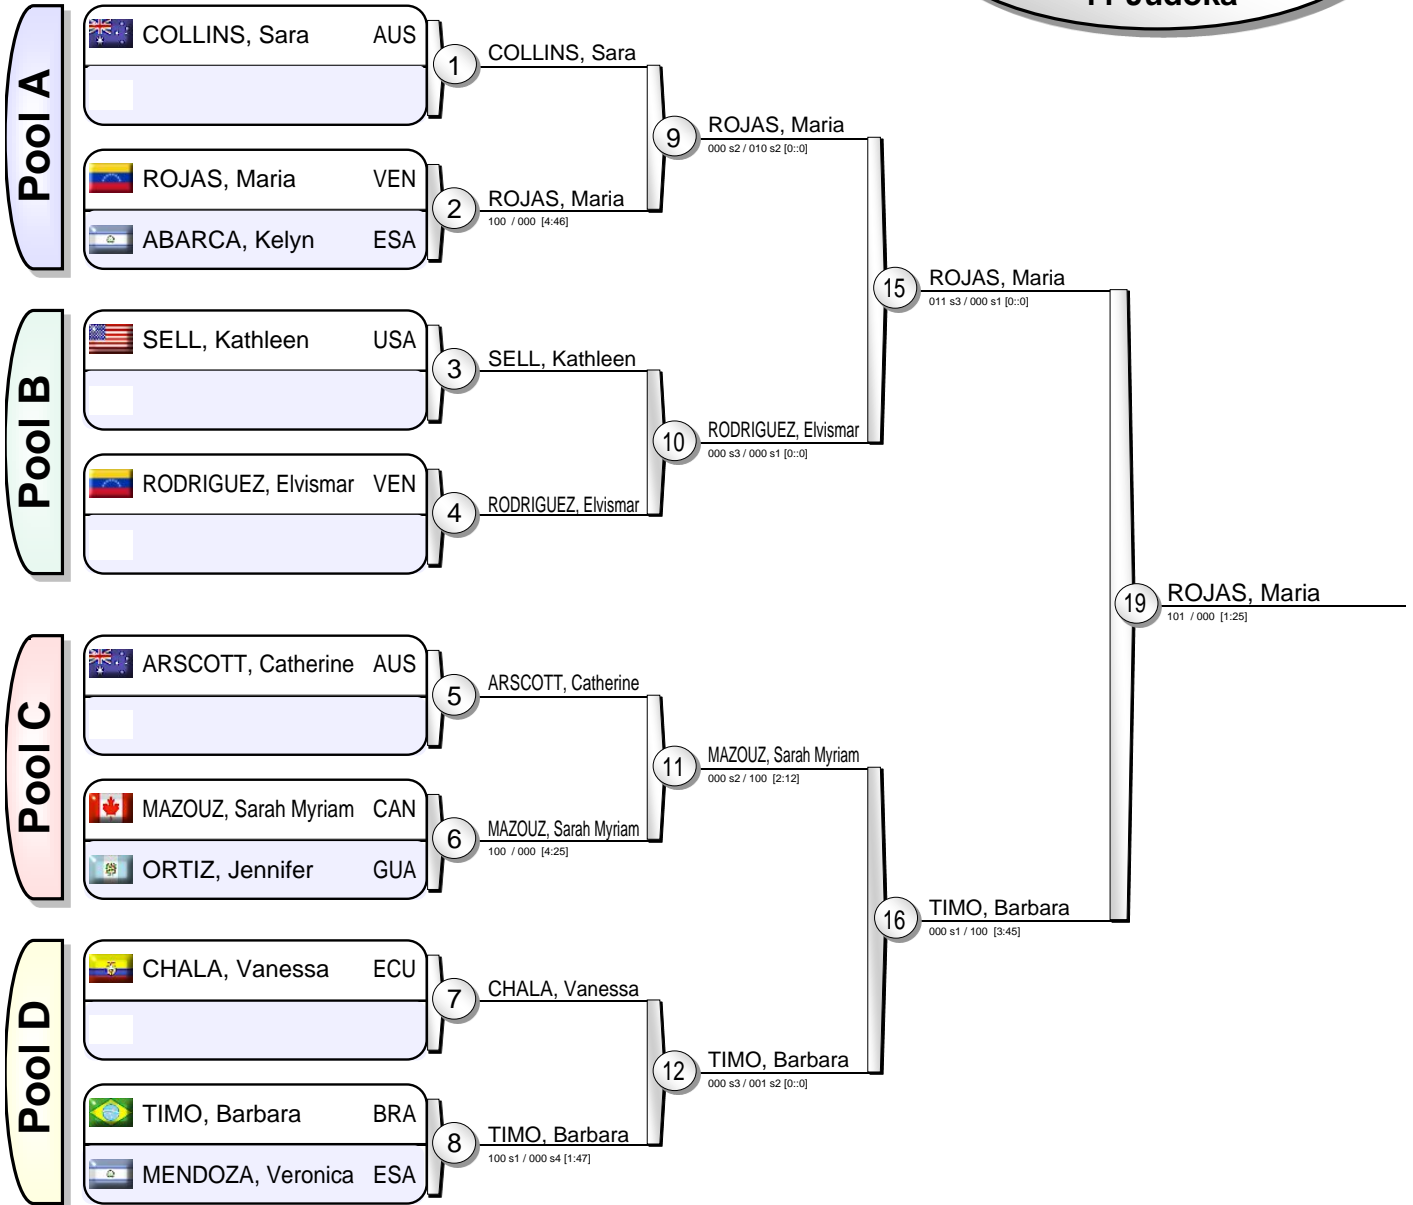 11 Judoka
Pool A
COLLINS, Sara AUS
1
COLLINS, Sara
ROJAS, Maria VEN
ABARCA, Kelyn ESA
2
ROJAS, Maria
100 / 000 [4:46]
9
ROJAS, Maria
000 s2 / 010 s2 [0::0]
Pool B
SELL, Kathleen USA
3
SELL, Kathleen
RODRIGUEZ, Elvismar VEN
4
RODRIGUEZ, Elvismar
10
RODRIGUEZ, Elvismar
000 s3 / 000 s1 [0::0]
15
ROJAS, Maria
011 s3 / 000 s1 [0::0]
Pool C
ARSCOTT, Catherine AUS
5
ARSCOTT, Catherine
MAZOUZ, Sarah Myriam CAN
ORTIZ, Jennifer GUA
6
MAZOUZ, Sarah Myriam
100 / 000 [4:25]
11
MAZOUZ, Sarah Myriam
000 s2 / 100 [2:12]
Pool D
CHALA, Vanessa ECU
7
CHALA, Vanessa
TIMO, Barbara BRA
MENDOZA, Veronica ESA
8
TIMO, Barbara
100 s1 / 000 s4 [1:47]
12
TIMO, Barbara
000 s3 / 001 s2 [0::0]
16
TIMO, Barbara
000 s1 / 100 [3:45]
19
ROJAS, Maria
101 / 000 [1:25]